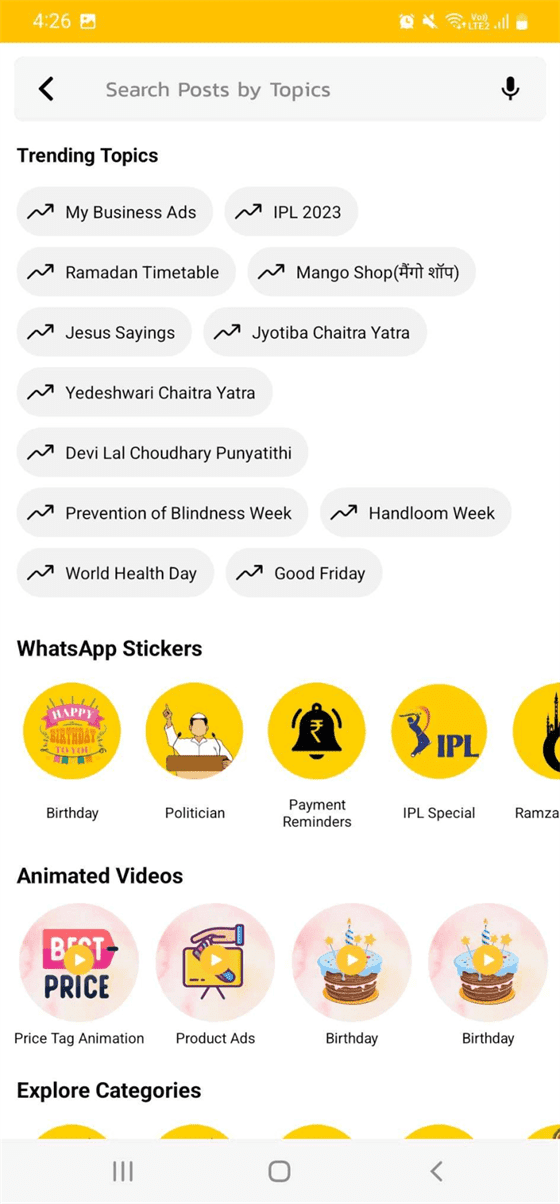 4:26
Vo))
LTE2
Search Posts by Topics
Trending Topics
My Business Ads
IPL 2023
Ramadan Timetable
Mango Shop(मैंगो शॉप)
Jesus Sayings
Jyotiba Chaitra Yatra
Yedeshwari Chaitra Yatra
Devi Lal Choudhary Punyatithi
Prevention of Blindness Week
Handloom Week
World Health Day
Good Friday
WhatsApp Stickers
HAPPY
BIRTHDAY
TO YOU
₹
IPL
Birthday
Politician
Payment
Reminders
IPL Special
Ramza
Animated Videos
BEST
PRICE
Price Tag Animation
Product Ads
Birthday
Birthday
Explore Categories